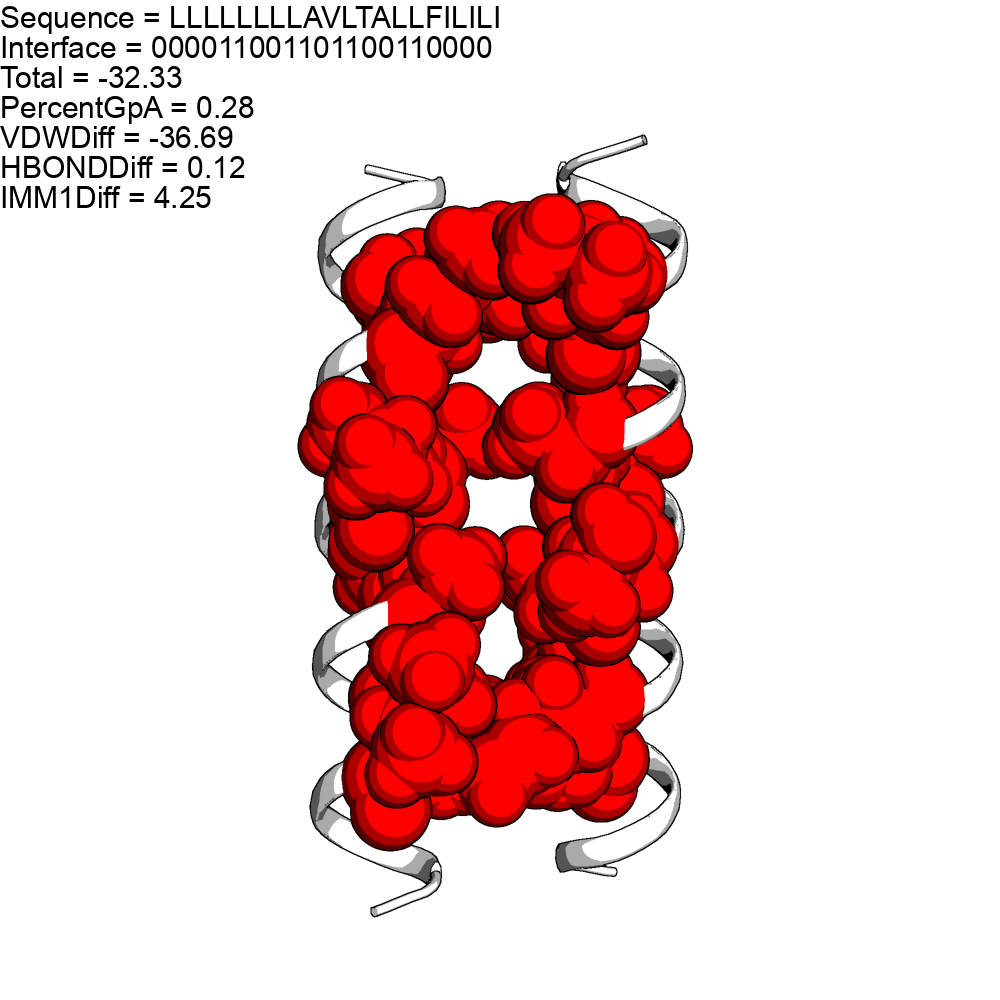 Sequence = LLLLLLLLAVLTALLFILILI
Interface = 000011001101100110000
Total = -32.33
PercentGpA = 0.28
VDWDiff = -36.69
HBONDDiff = 0.12
IMM1Diff = 4.25